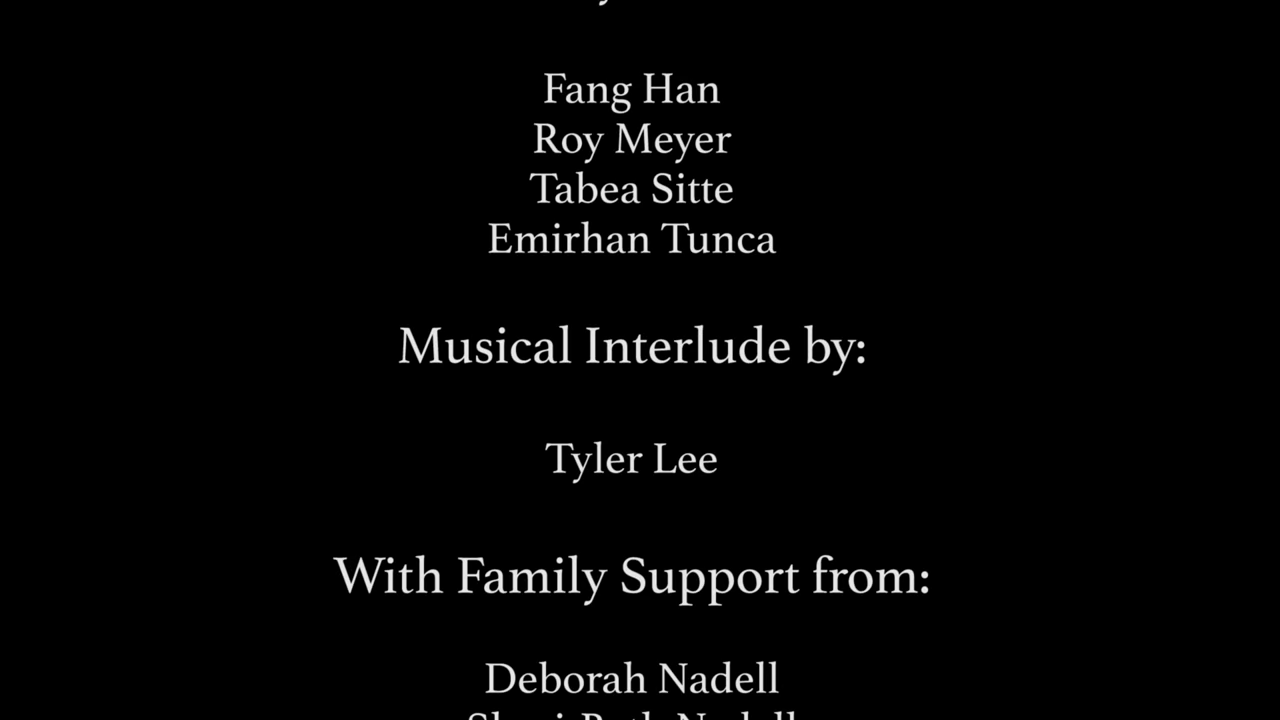 Fang Han
Roy Meyer
Tabea Sitte
Emirhan Tunca
Musical Interlude by:
Tyler Lee
With Family Support from:
Deborah Nadell